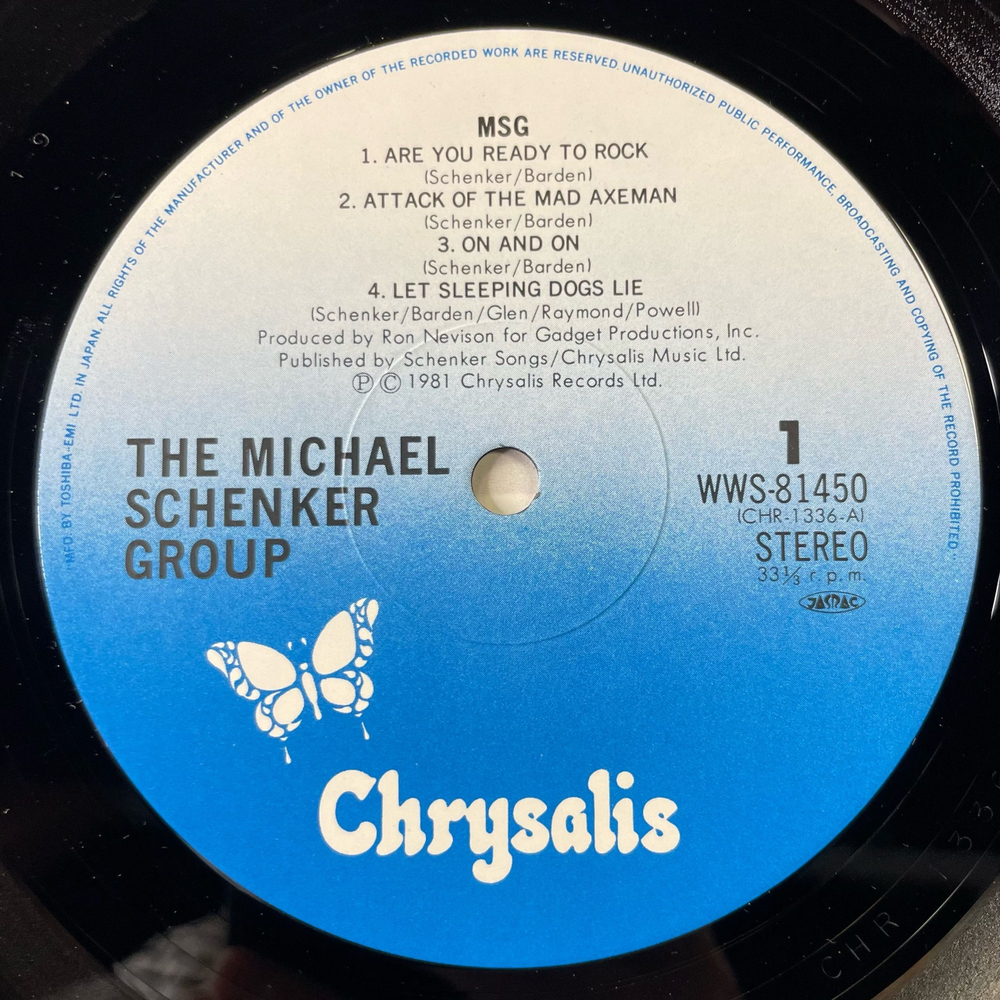 MFD. BY TOSHIBA-EMI LTD. IN JAPAN. ALL RIGHTS OF THE MANUFACTURER AND OF THE OWNER OF THE RECORDED WORK ARE RESERVED. UNAUTHORIZED PUBLIC PERFORMANCE, BROADCASTING AND COPYING OF THE RECORD PROHIBITED.
MSG
1. ARE YOU READY TO ROCK
(Schenker/Barden)
2. ATTACK OF THE MAD AXEMAN
(Schenker/Barden)
3. ON AND ON
(Schenker/Barden)
4. LET SLEEPING DOGS LIE
(Schenker/Barden/Glen/Raymond/Powell)
Produced by Ron Nevison for Gadget Productions, Inc.
Published by Schenker Songs/Chrysalis Music Ltd.
Ⓟ Ⓒ 1981 Chrysalis Records Ltd.
THE MICHAEL
SCHENKER
GROUP
1
WWS-81450
(CHR-1336-A)
STEREO
33⅓ r.p.m.
JASRAC
Chrysalis
CHR 133